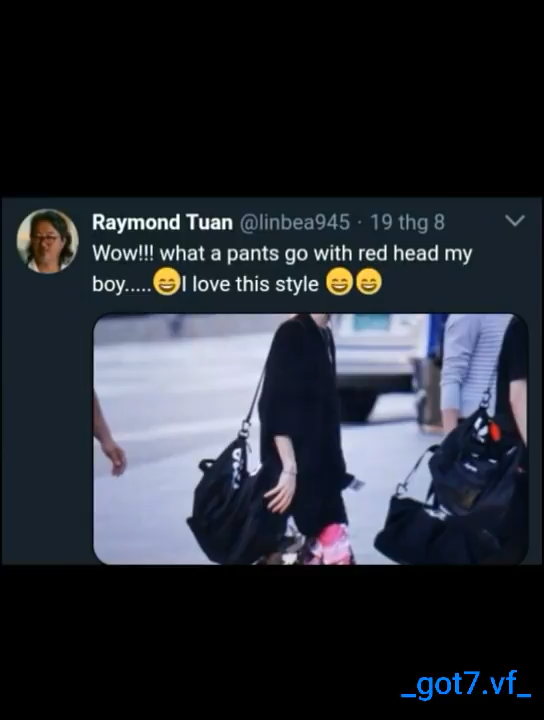 Raymond Tuan @linbea945 · 19 thg 8
Wow!!! what a pants go with red head my
boy.....😄I love this style 😄😄
_got7.vf_